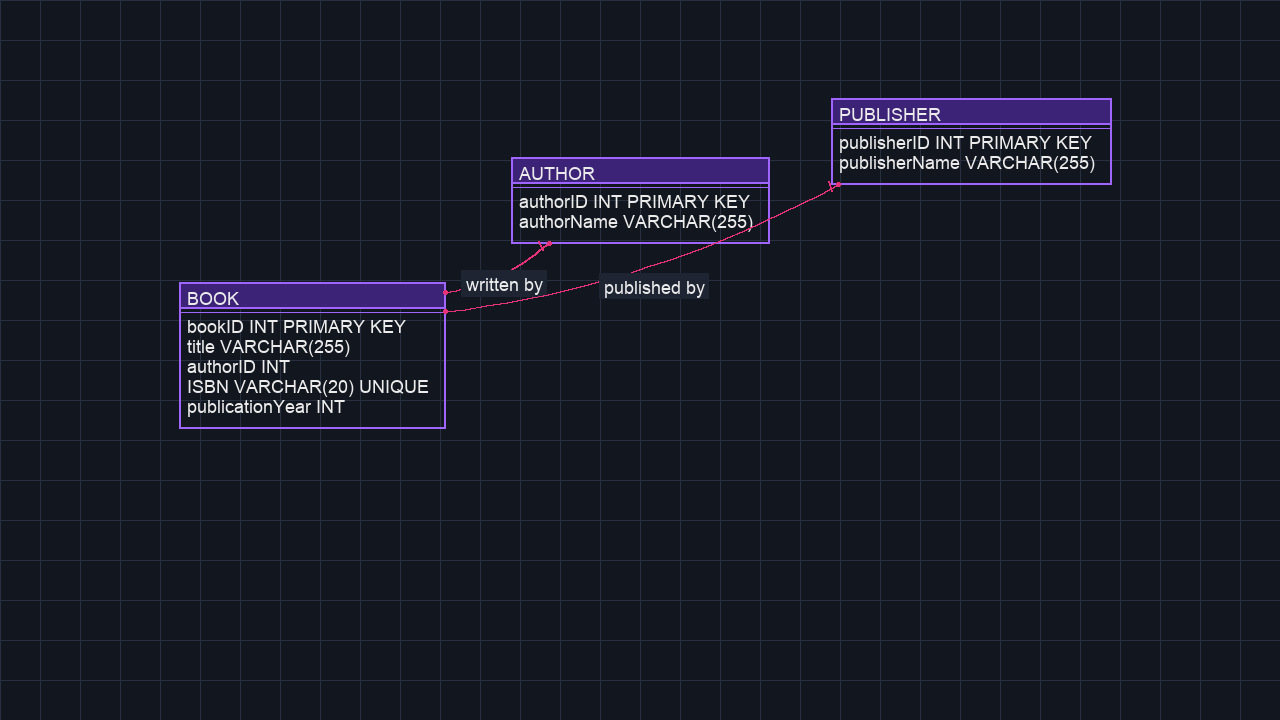 PUBLISHER
publisherID INT PRIMARY KEY
publisherName VARCHAR(255)
AUTHOR
authorID INT PRIMARY KEY
authorName VARCHAR(255)
written by
published by
BOOK
bookID INT PRIMARY KEY
title VARCHAR(255)
authorID INT
ISBN VARCHAR(20) UNIQUE
publicationYear INT